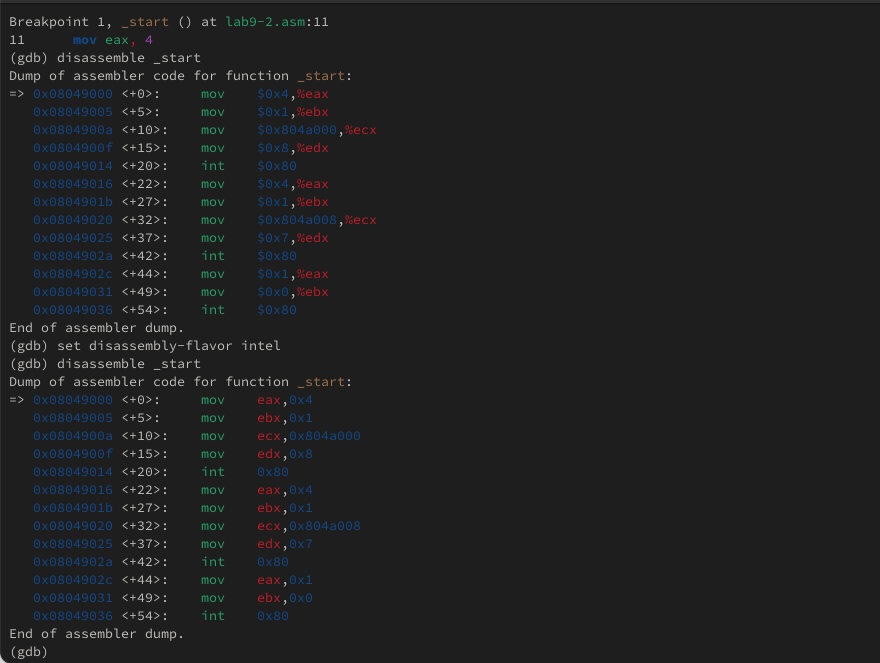 Breakpoint 1, _start () at lab9-2.asm:11
11      mov eax, 4
(gdb) disassemble _start
Dump of assembler code for function _start:
=> 0x08049000 <+0>:     mov    $0x4,%eax
   0x08049005 <+5>:     mov    $0x1,%ebx
   0x0804900a <+10>:    mov    $0x804a000,%ecx
   0x0804900f <+15>:    mov    $0x8,%edx
   0x08049014 <+20>:    int    $0x80
   0x08049016 <+22>:    mov    $0x4,%eax
   0x0804901b <+27>:    mov    $0x1,%ebx
   0x08049020 <+32>:    mov    $0x804a008,%ecx
   0x08049025 <+37>:    mov    $0x7,%edx
   0x0804902a <+42>:    int    $0x80
   0x0804902c <+44>:    mov    $0x1,%eax
   0x08049031 <+49>:    mov    $0x0,%ebx
   0x08049036 <+54>:    int    $0x80
End of assembler dump.
(gdb) set disassembly-flavor intel
(gdb) disassemble _start
Dump of assembler code for function _start:
=> 0x08049000 <+0>:     mov    eax,0x4
   0x08049005 <+5>:     mov    ebx,0x1
   0x0804900a <+10>:    mov    ecx,0x804a000
   0x0804900f <+15>:    mov    edx,0x8
   0x08049014 <+20>:    int    0x80
   0x08049016 <+22>:    mov    eax,0x4
   0x0804901b <+27>:    mov    ebx,0x1
   0x08049020 <+32>:    mov    ecx,0x804a008
   0x08049025 <+37>:    mov    edx,0x7
   0x0804902a <+42>:    int    0x80
   0x0804902c <+44>:    mov    eax,0x1
   0x08049031 <+49>:    mov    ebx,0x0
   0x08049036 <+54>:    int    0x80
End of assembler dump.
(gdb)